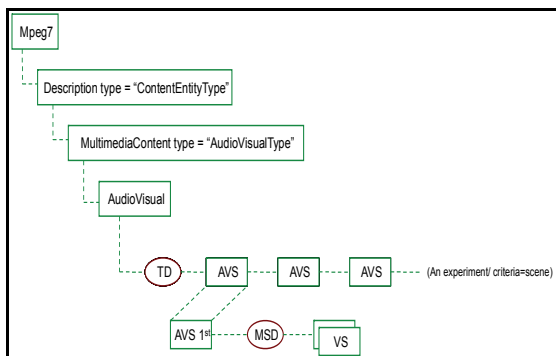 Mpeg7
Description type = “ContentEntityType”
MultimediaContent type = “AudioVisualType”
AudioVisual
TD AVS AVS AVS (An experiment/ criteria=scene)
AVS 1st MSD VS